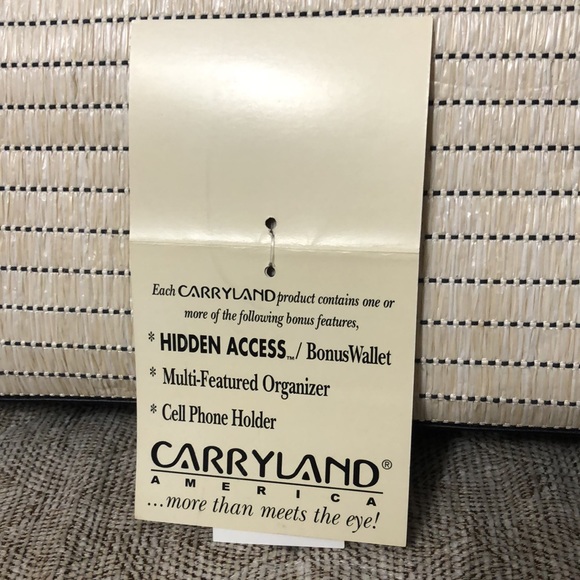 Each CARRYLAND product contains one or
more of the following bonus features,
* HIDDEN ACCESS™/ BonusWallet
* Multi-Featured Organizer
* Cell Phone Holder
CARRYLAND®
AMERICA
...more than meets the eye!